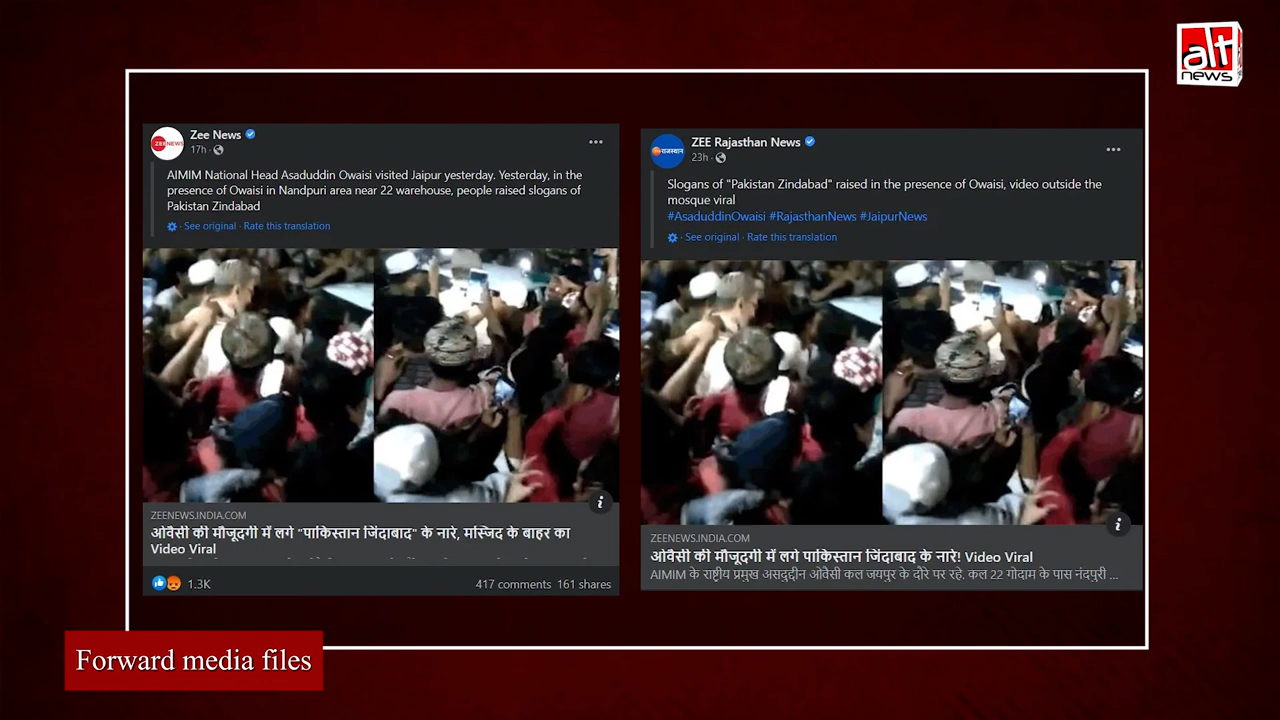 alt
news
Zee News
17h
AIMIM National Head Asaduddin Owaisi visited Jaipur yesterday. Yesterday, in the
presence of Owaisi in Nandpuri area near 22 warehouse, people raised slogans of
Pakistan Zindabad
· See original · Rate this translation
ZEENEWS.INDIA.COM
ओवैसी की मौजूदगी में लगे "पाकिस्तान जिंदाबाद" के नारे, मस्जिद के बाहर का
Video Viral
1.3K
417 comments 161 shares
ZEE Rajasthan News
23h
Slogans of "Pakistan Zindabad" raised in the presence of Owaisi, video outside the
mosque viral
#AsaduddinOwaisi #RajasthanNews #JaipurNews
· See original · Rate this translation
ZEENEWS.INDIA.COM
ओवैसी की मौजूदगी में लगे पाकिस्तान जिंदाबाद के नारे! Video Viral
AIMIM के राष्ट्रीय प्रमुख असदुद्दीन ओवैसी कल जयपुर के दौरे पर रहे. कल 22 गोदाम के पास नंदपुरी ...
Forward media files